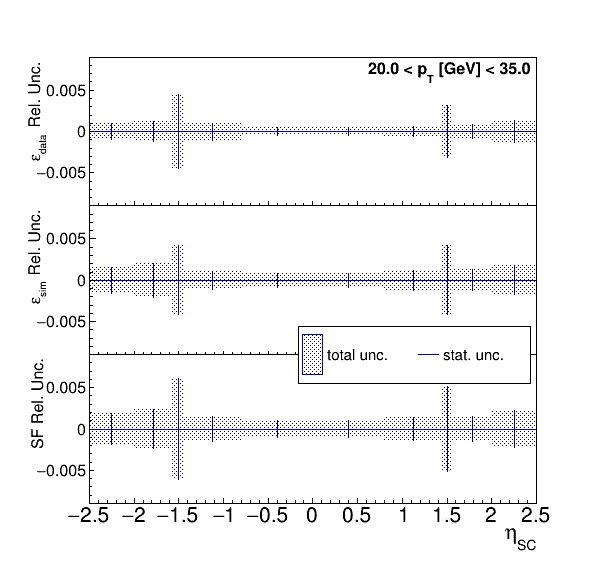 20.0 < p_T [GeV] < 35.0
ε_data Rel. Unc.
0.005
0
−0.005
ε_sim Rel. Unc.
0.005
0
−0.005
total unc.
stat. unc.
SF Rel. Unc.
0.005
0
−0.005
−2.5 −2 −1.5 −1 −0.5 0 0.5 1 1.5 2 2.5
η_SC